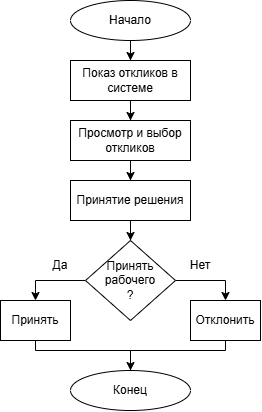 Начало
Показ откликов в
системе
Просмотр и выбор
откликов
Принятие решения
Да
Принять
рабочего
?
Нет
Принять
Отклонить
Конец